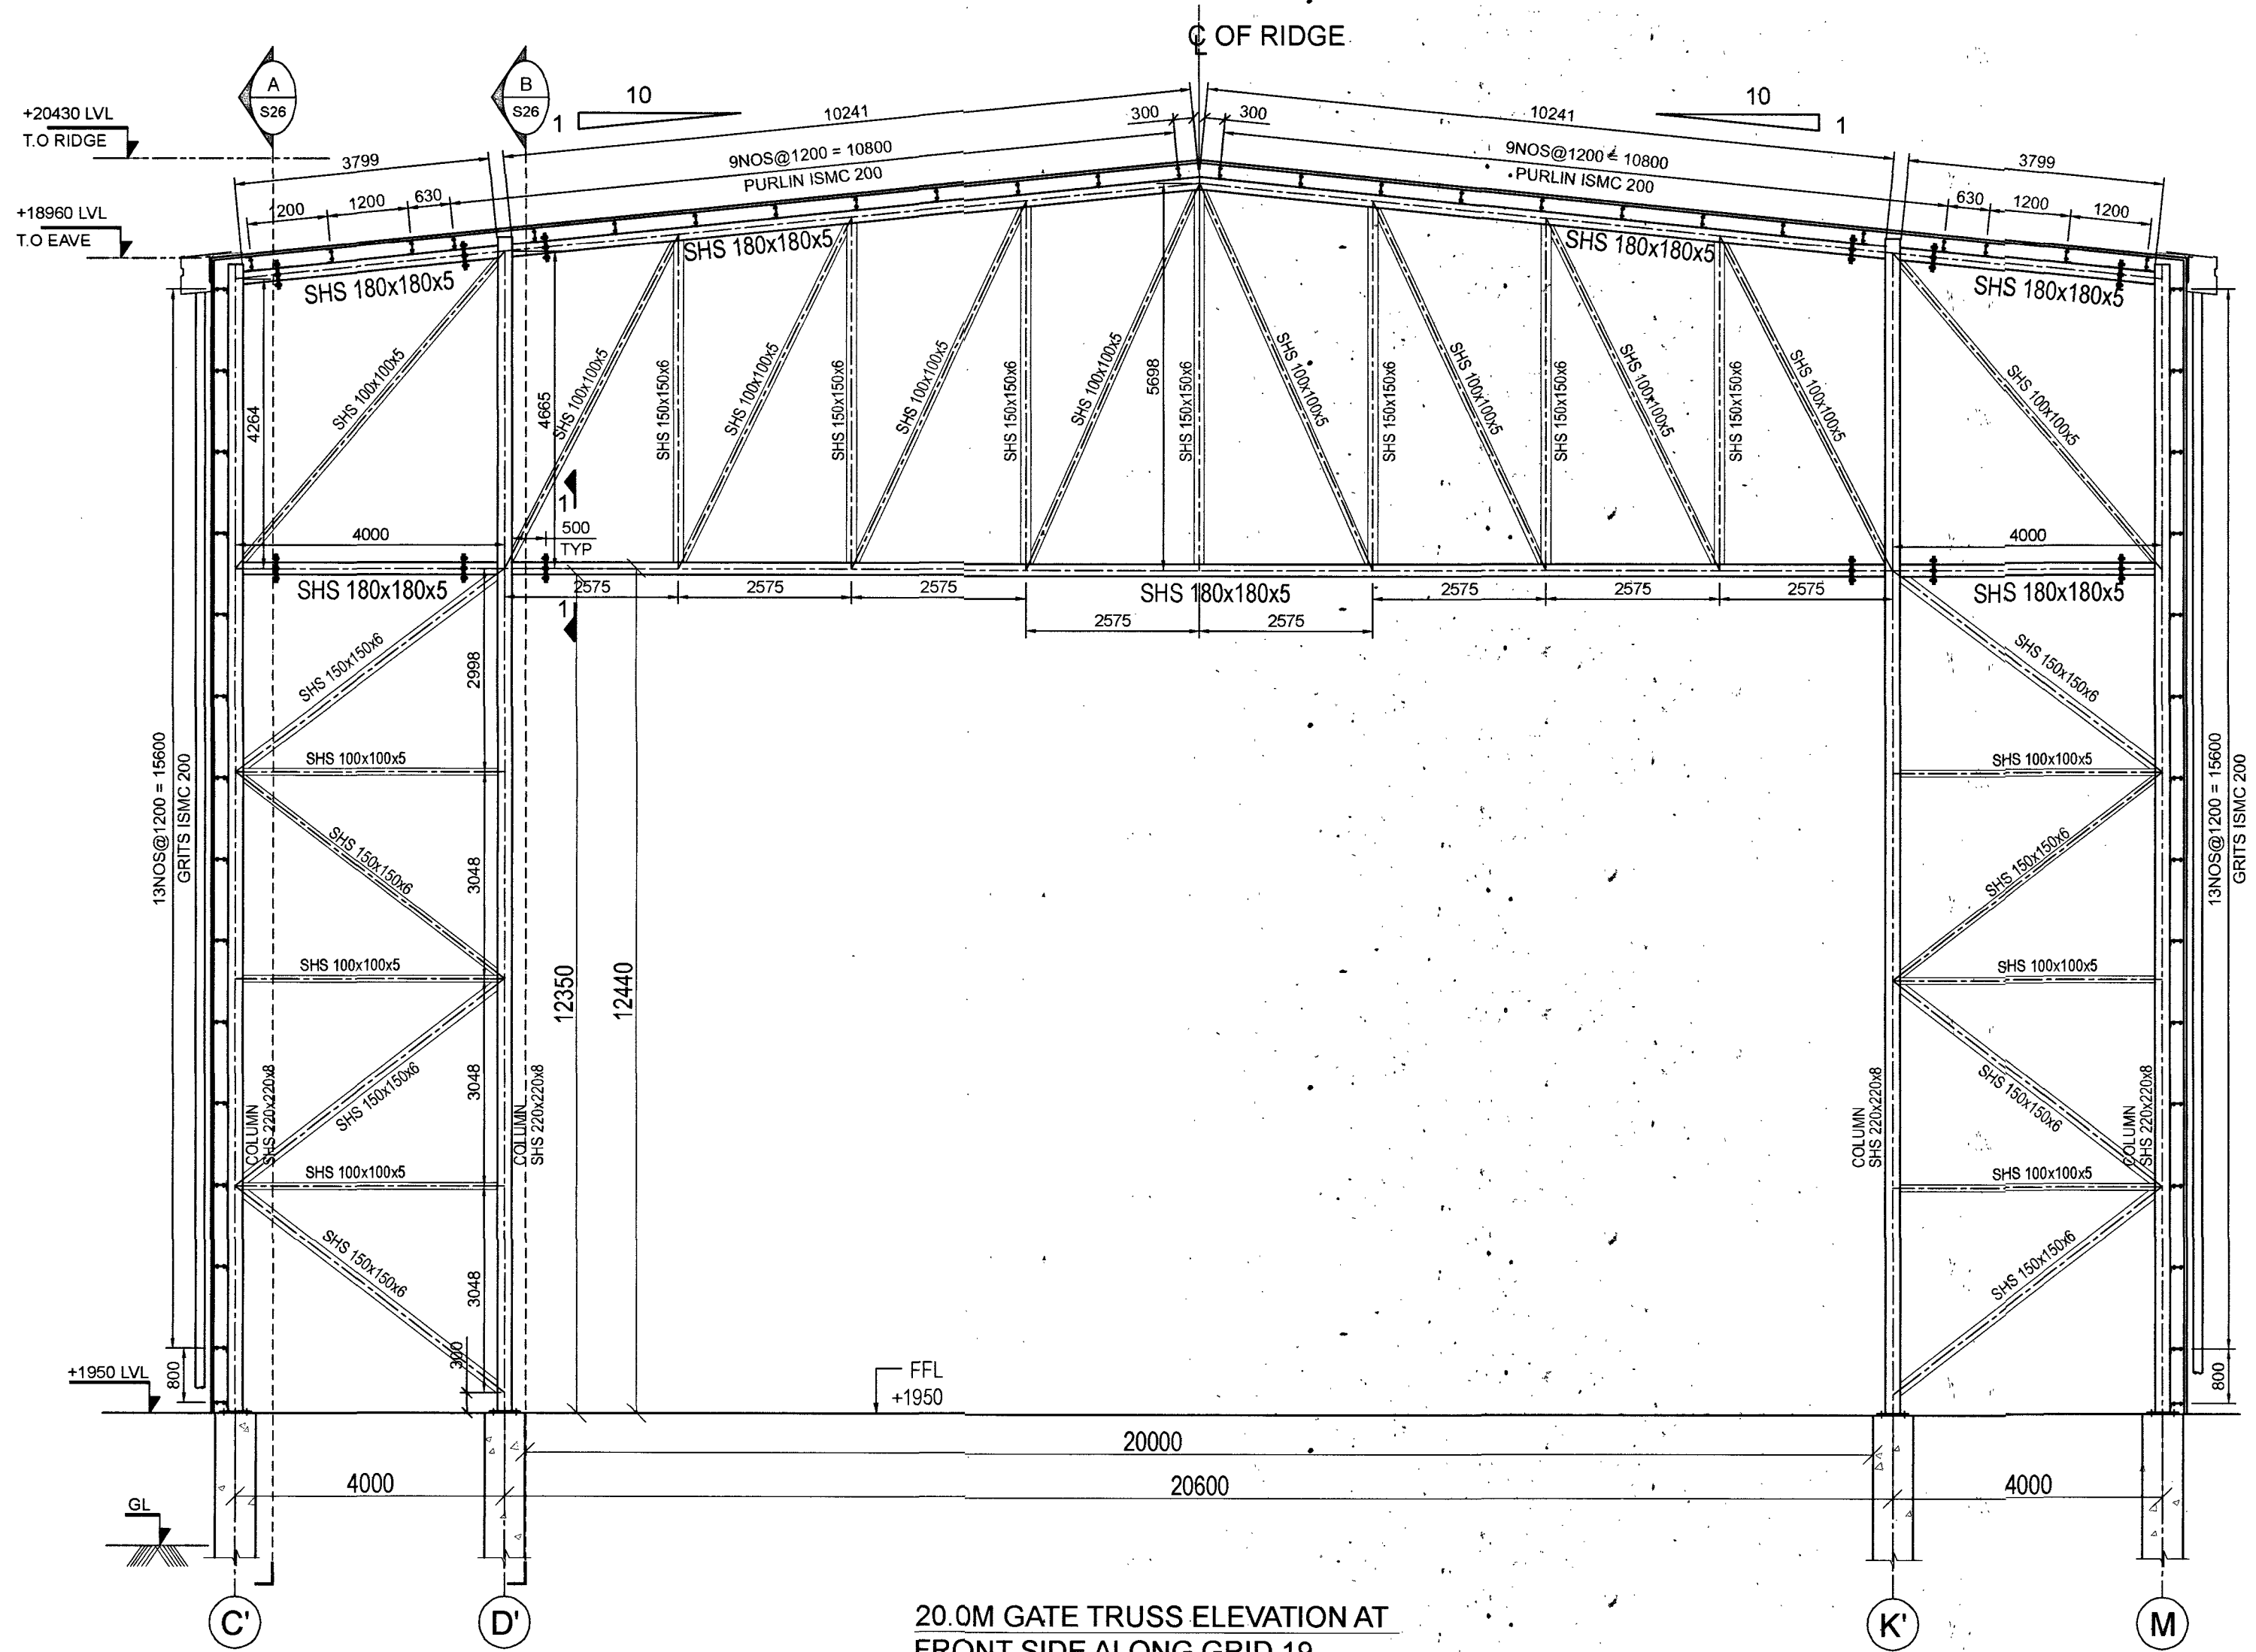 ℄ OF RIDGE
A
S26
B
S26
1
10
10
1
+20430 LVL
T.O RIDGE
+18960 LVL
T.O EAVE
3799
10241
300
300
10241
3799
1200
1200
630
9NOS@1200 = 10800
PURLIN ISMC 200
9NOS@1200 = 10800
PURLIN ISMC 200
630
1200
1200
SHS 180x180x5
SHS 180x180x5
SHS 180x180x5
SHS 180x180x5
4264
SHS 100x100x5
4665
SHS 100x100x5
SHS 150x150x6
SHS 100x100x5
SHS 150x150x6
SHS 100x100x5
SHS 150x150x6
SHS 100x100x5
5698
SHS 150x150x6
SHS 100x100x5
SHS 150x150x6
SHS 100x100x5
SHS 150x150x6
SHS 100x100x5
SHS 150x150x6
SHS 100x100x5
SHS 100x100x5
4000
1
500
TYP
4000
SHS 180x180x5
1
2575
2575
2575
SHS 180x180x5
2575
2575
2575
SHS 180x180x5
2575
2575
SHS 150x150x6
2998
SHS 150x150x6
SHS 100x100x5
SHS 100x100x5
13NOS@1200 = 15600
GRITS ISMC 200
13NOS@1200 = 15600
GRITS ISMC 200
SHS 150x150x6
3048
SHS 150x150x6
SHS 100x100x5
SHS 100x100x5
12350
12440
SHS 150x150x6
3048
SHS 150x150x6
COLUMN
SHS 220x220x8
COLUMN
SHS 220x220x8
COLUMN
SHS 220x220x8
COLUMN
SHS 220x220x8
SHS 100x100x5
SHS 100x100x5
SHS 150x150x6
3048
SHS 150x150x6
300
+1950 LVL
800
FFL
+1950
800
20000
4000
20600
4000
GL
C'
D'
K'
M
20.0M GATE TRUSS ELEVATION AT
FRONT SIDE ALONG GRID 19